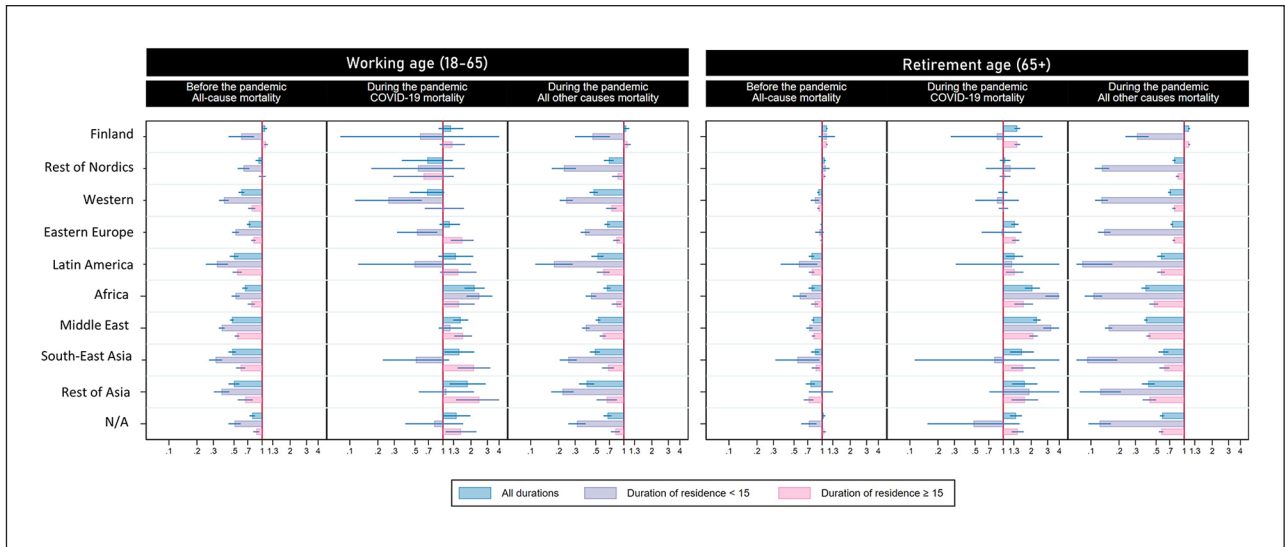 Working age (18-65)
Retirement age (65+)
Before the pandemic
All-cause mortality
During the pandemic
COVID-19 mortality
During the pandemic
All other causes mortality
Before the pandemic
All-cause mortality
During the pandemic
COVID-19 mortality
During the pandemic
All other causes mortality
Finland
Rest of Nordics
Western
Eastern Europe
Latin America
Africa
Middle East
South-East Asia
Rest of Asia
N/A
.1 .2 .3 .5 .7 1 1.3 2 3 4
.1 .2 .3 .5 .7 1 1.3 2 3 4
.1 .2 .3 .5 .7 1 1.3 2 3 4
.1 .2 .3 .5 .7 1 1.3 2 3 4
.1 .2 .3 .5 .7 1 1.3 2 3 4
.1 .2 .3 .5 .7 1 1.3 2 3 4
All durations
Duration of residence < 15
Duration of residence ≥ 15